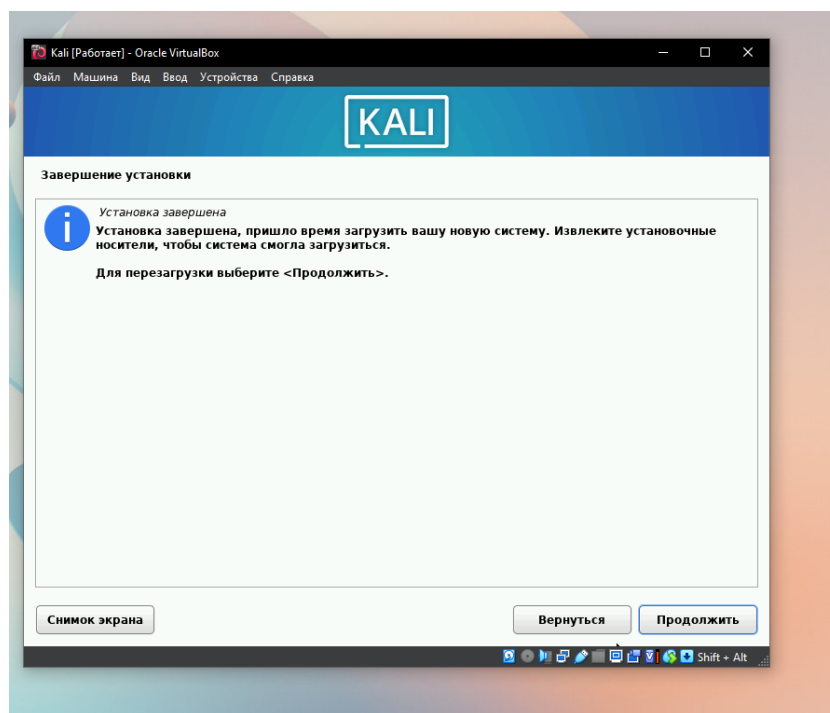 Kali [Работает] - Oracle VirtualBox
Файл Машина Вид Ввод Устройства Справка
KALI
Завершение установки
Установка завершена
Установка завершена, пришло время загрузить вашу новую систему. Извлеките установочные
носители, чтобы система смогла загрузиться.
Для перезагрузки выберите <Продолжить>.
Снимок экрана Вернуться Продолжить
Shift + Alt